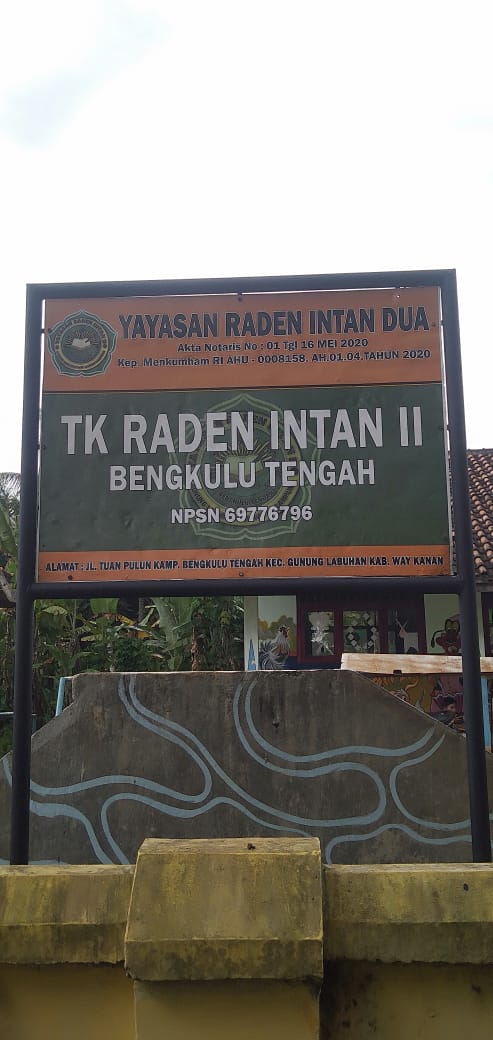 YAYASAN RADEN INTAN DUA
Akta Notaris No : 01 Tgl 16 MEI 2020
Kep. Menkumham RI AHU - 0008158. AH.01.04.TAHUN 2020
TK RADEN INTAN II
BENGKULU TENGAH
NPSN 69776796
ALAMAT : JL. TUAN PULUN KAMP. BENGKULU TENGAH KEC. GUNUNG LABUHAN KAB. WAY KANAN